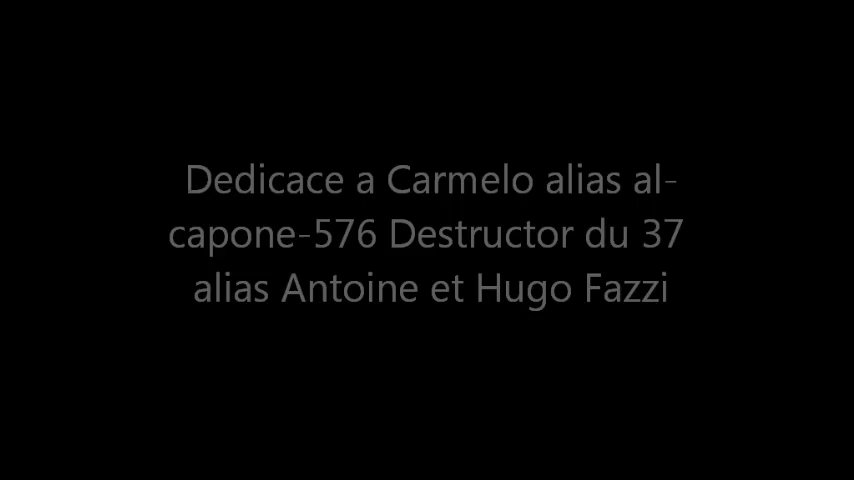 Dedicace a Carmelo alias al-
capone-576 Destructor du 37
alias Antoine et Hugo Fazzi